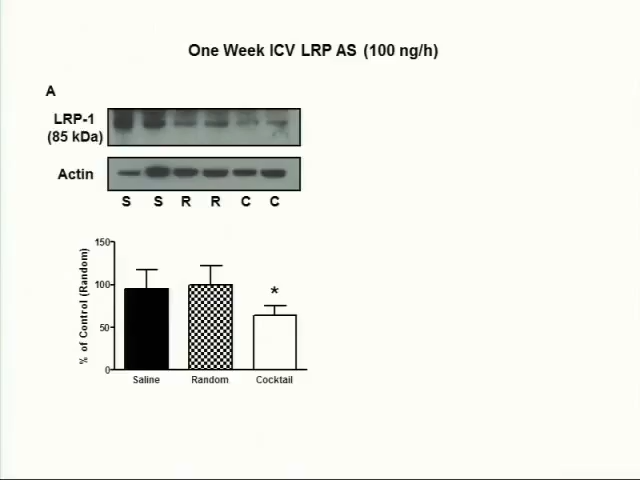 One Week ICV LRP AS (100 ng/h)
A
LRP-1
(85 kDa)
Actin
S S R R C C
% of Control (Random)
150
100
50
0
*
Saline Random Cocktail